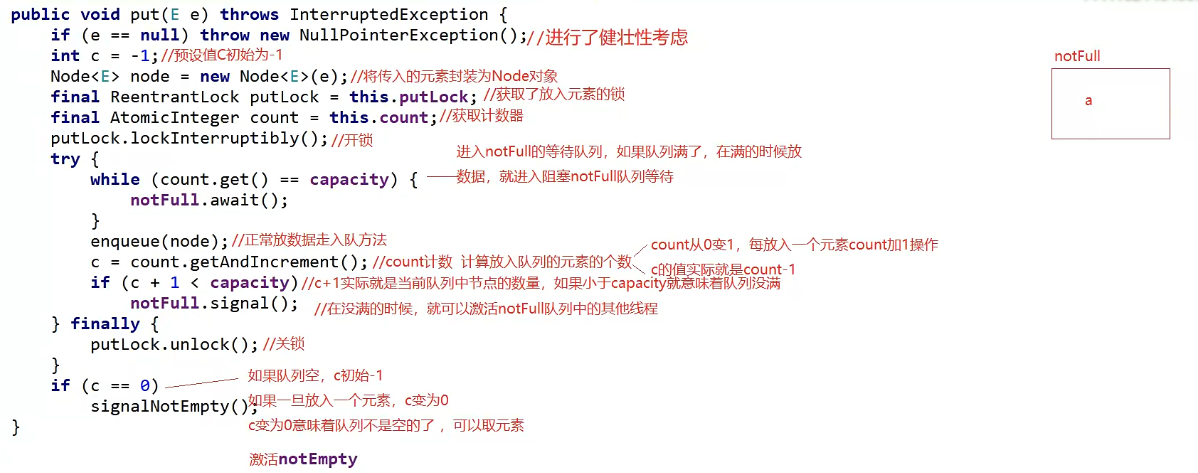 public void put(E e) throws InterruptedException {
if (e == null) throw new NullPointerException();//进行了健壮性考虑
int c = -1;//预设值C初始为-1
notFull
Node<E> node = new Node<E>(e);//将传入的元素封装为Node对象
final ReentrantLock putLock = this.putLock; //获取了放入元素的锁
a
final AtomicInteger count = this.count;//获取计数器
putLock.lockInterruptibly();//开锁
进入notFull的等待队列，如果队列满了，在满的时候放
try {
while (count.get() == capacity) { 数据，就进入阻塞notFull队列等待
notFull.await();
}
enqueue(node);//正常放数据走入队方法
count从0变1，每放入一个元素count加1操作
c = count.getAndIncrement();//count计数 计算放入队列的元素的个数
c的值实际就是count-1
if (c + 1 < capacity)//c+1实际就是当前队列中节点的数量，如果小于capacity就意味着队列没满
notFull.signal(); //在没满的时候，就可以激活notFull队列中的其他线程
} finally {
putLock.unlock();//关锁
}
如果队列空，c初始-1
if (c == 0)
如果一旦放入一个元素，c变为0
signalNotEmpty();
c变为0意味着队列不是空的了，可以取元素
}
激活notEmpty